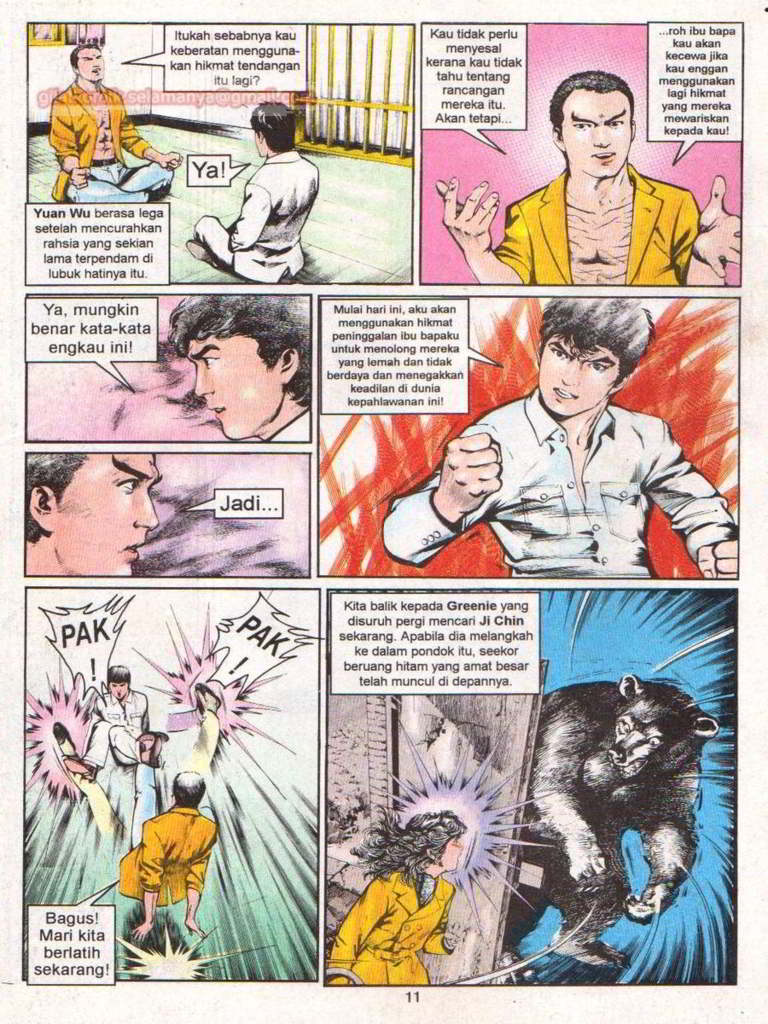 Itukah sebabnya kau
keberatan mengguna-
kan hikmat tendangan
itu lagi?
Ya!
Yuan Wu berasa lega
setelah mencurahkan
rahsia yang sekian
lama terpendam di
lubuk hatinya itu.
Kau tidak perlu
menyesal
kerana kau tidak
tahu tentang
rancangan
mereka itu.
Akan tetapi...
...roh ibu bapa
kau akan
kecewa jika
kau enggan
menggunakan
lagi hikmat
yang mereka
mewariskan
kepada kau!
Ya, mungkin
benar kata-kata
engkau ini!
Mulai hari ini, aku akan
menggunakan hikmat
peninggalan ibu bapaku
untuk menolong mereka
yang lemah dan tidak
berdaya dan menegakkan
keadilan di dunia
kepahlawanan ini!
Jadi...
PAK
!
PAK
!
Bagus!
Mari kita
berlatih
sekarang!
Kita balik kepada Greenie yang
disuruh pergi mencari Ji Chin
sekarang. Apabila dia melangkah
ke dalam pondok itu, seekor
beruang hitam yang amat besar
telah muncul di depannya.
11